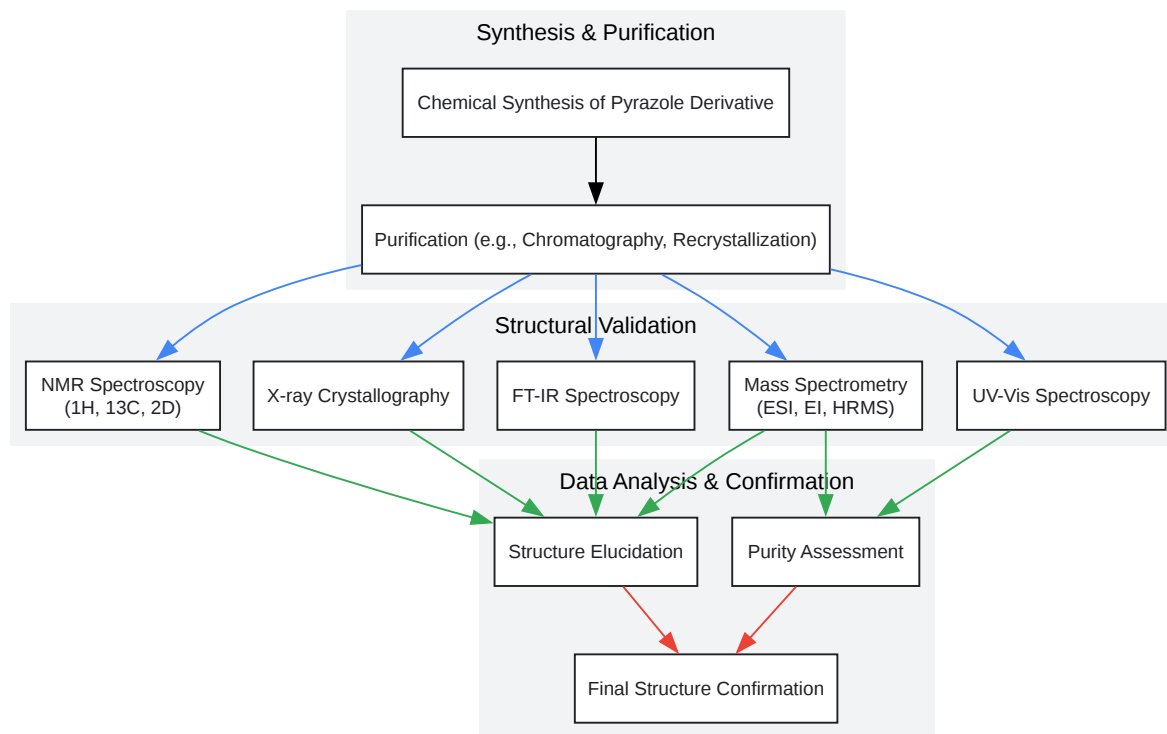 Synthesis & Purification
Chemical Synthesis of Pyrazole Derivative
Purification (e.g., Chromatography, Recrystallization)
Structural Validation
NMR Spectroscopy
(1H, 13C, 2D)
X-ray Crystallography
FT-IR Spectroscopy
Mass Spectrometry
(ESI, EI, HRMS)
UV-Vis Spectroscopy
Data Analysis & Confirmation
Structure Elucidation
Purity Assessment
Final Structure Confirmation